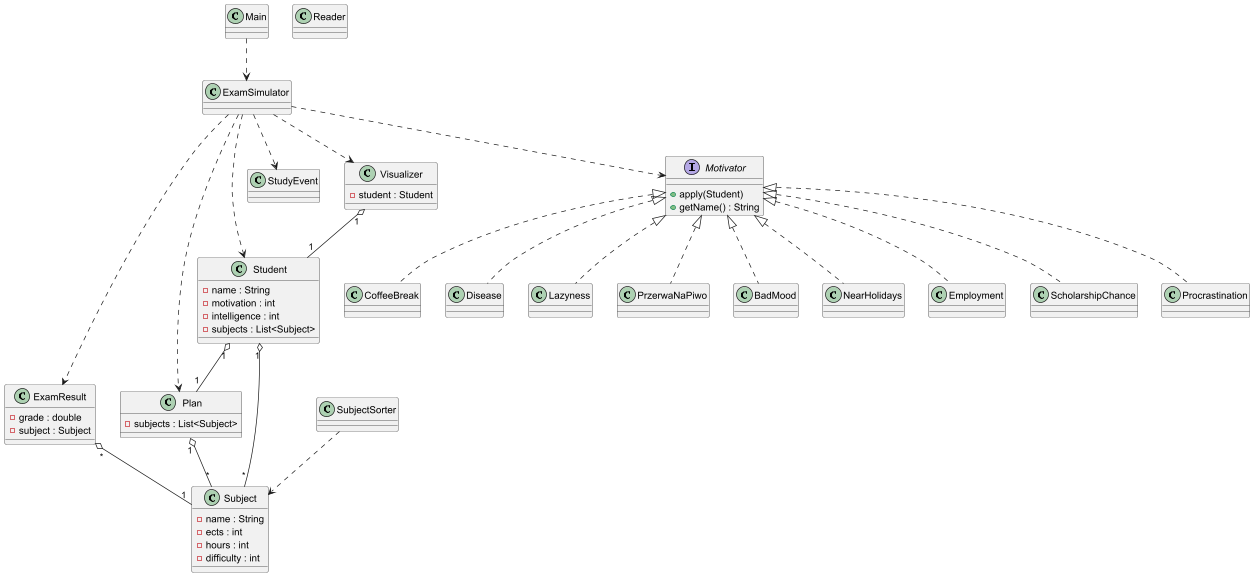 C Main
C Reader
C ExamSimulator
C StudyEvent
C Visualizer
student : Student
I Motivator
apply(Student)
getName() : String
1
1
C Student
name : String
motivation : int
intelligence : int
subjects : List<Subject>
C CoffeeBreak
C Disease
C Lazyness
C PrzerwaNaPiwo
C BadMood
C NearHolidays
C Employment
C ScholarshipChance
C Procrastination
1
1
1
C ExamResult
grade : double
subject : Subject
C Plan
subjects : List<Subject>
C SubjectSorter
*
1
*
*
1
C Subject
name : String
ects : int
hours : int
difficulty : int